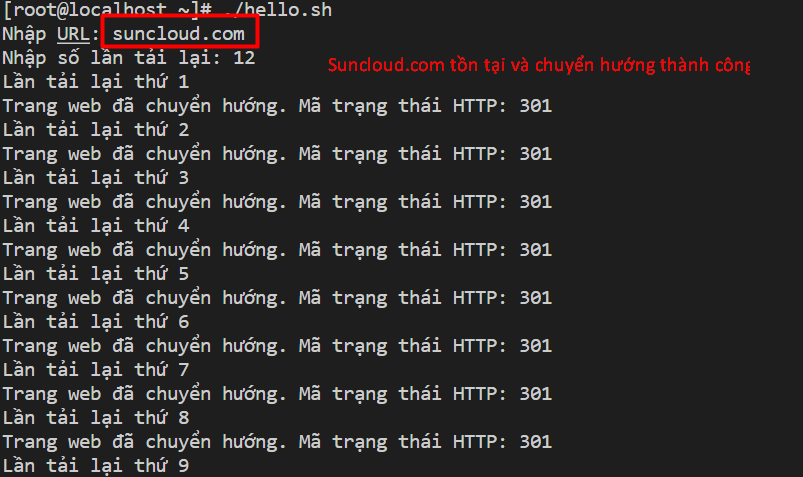 [root@localhost ~]# ./hello.sh
Nhập URL: suncloud.com
Nhập số lần tải lại: 12
Suncloud.com tồn tại và chuyển hướng thành công
Lần tải lại thứ 1
Trang web đã chuyển hướng. Mã trạng thái HTTP: 301
Lần tải lại thứ 2
Trang web đã chuyển hướng. Mã trạng thái HTTP: 301
Lần tải lại thứ 3
Trang web đã chuyển hướng. Mã trạng thái HTTP: 301
Lần tải lại thứ 4
Trang web đã chuyển hướng. Mã trạng thái HTTP: 301
Lần tải lại thứ 5
Trang web đã chuyển hướng. Mã trạng thái HTTP: 301
Lần tải lại thứ 6
Trang web đã chuyển hướng. Mã trạng thái HTTP: 301
Lần tải lại thứ 7
Trang web đã chuyển hướng. Mã trạng thái HTTP: 301
Lần tải lại thứ 8
Trang web đã chuyển hướng. Mã trạng thái HTTP: 301
Lần tải lại thứ 9